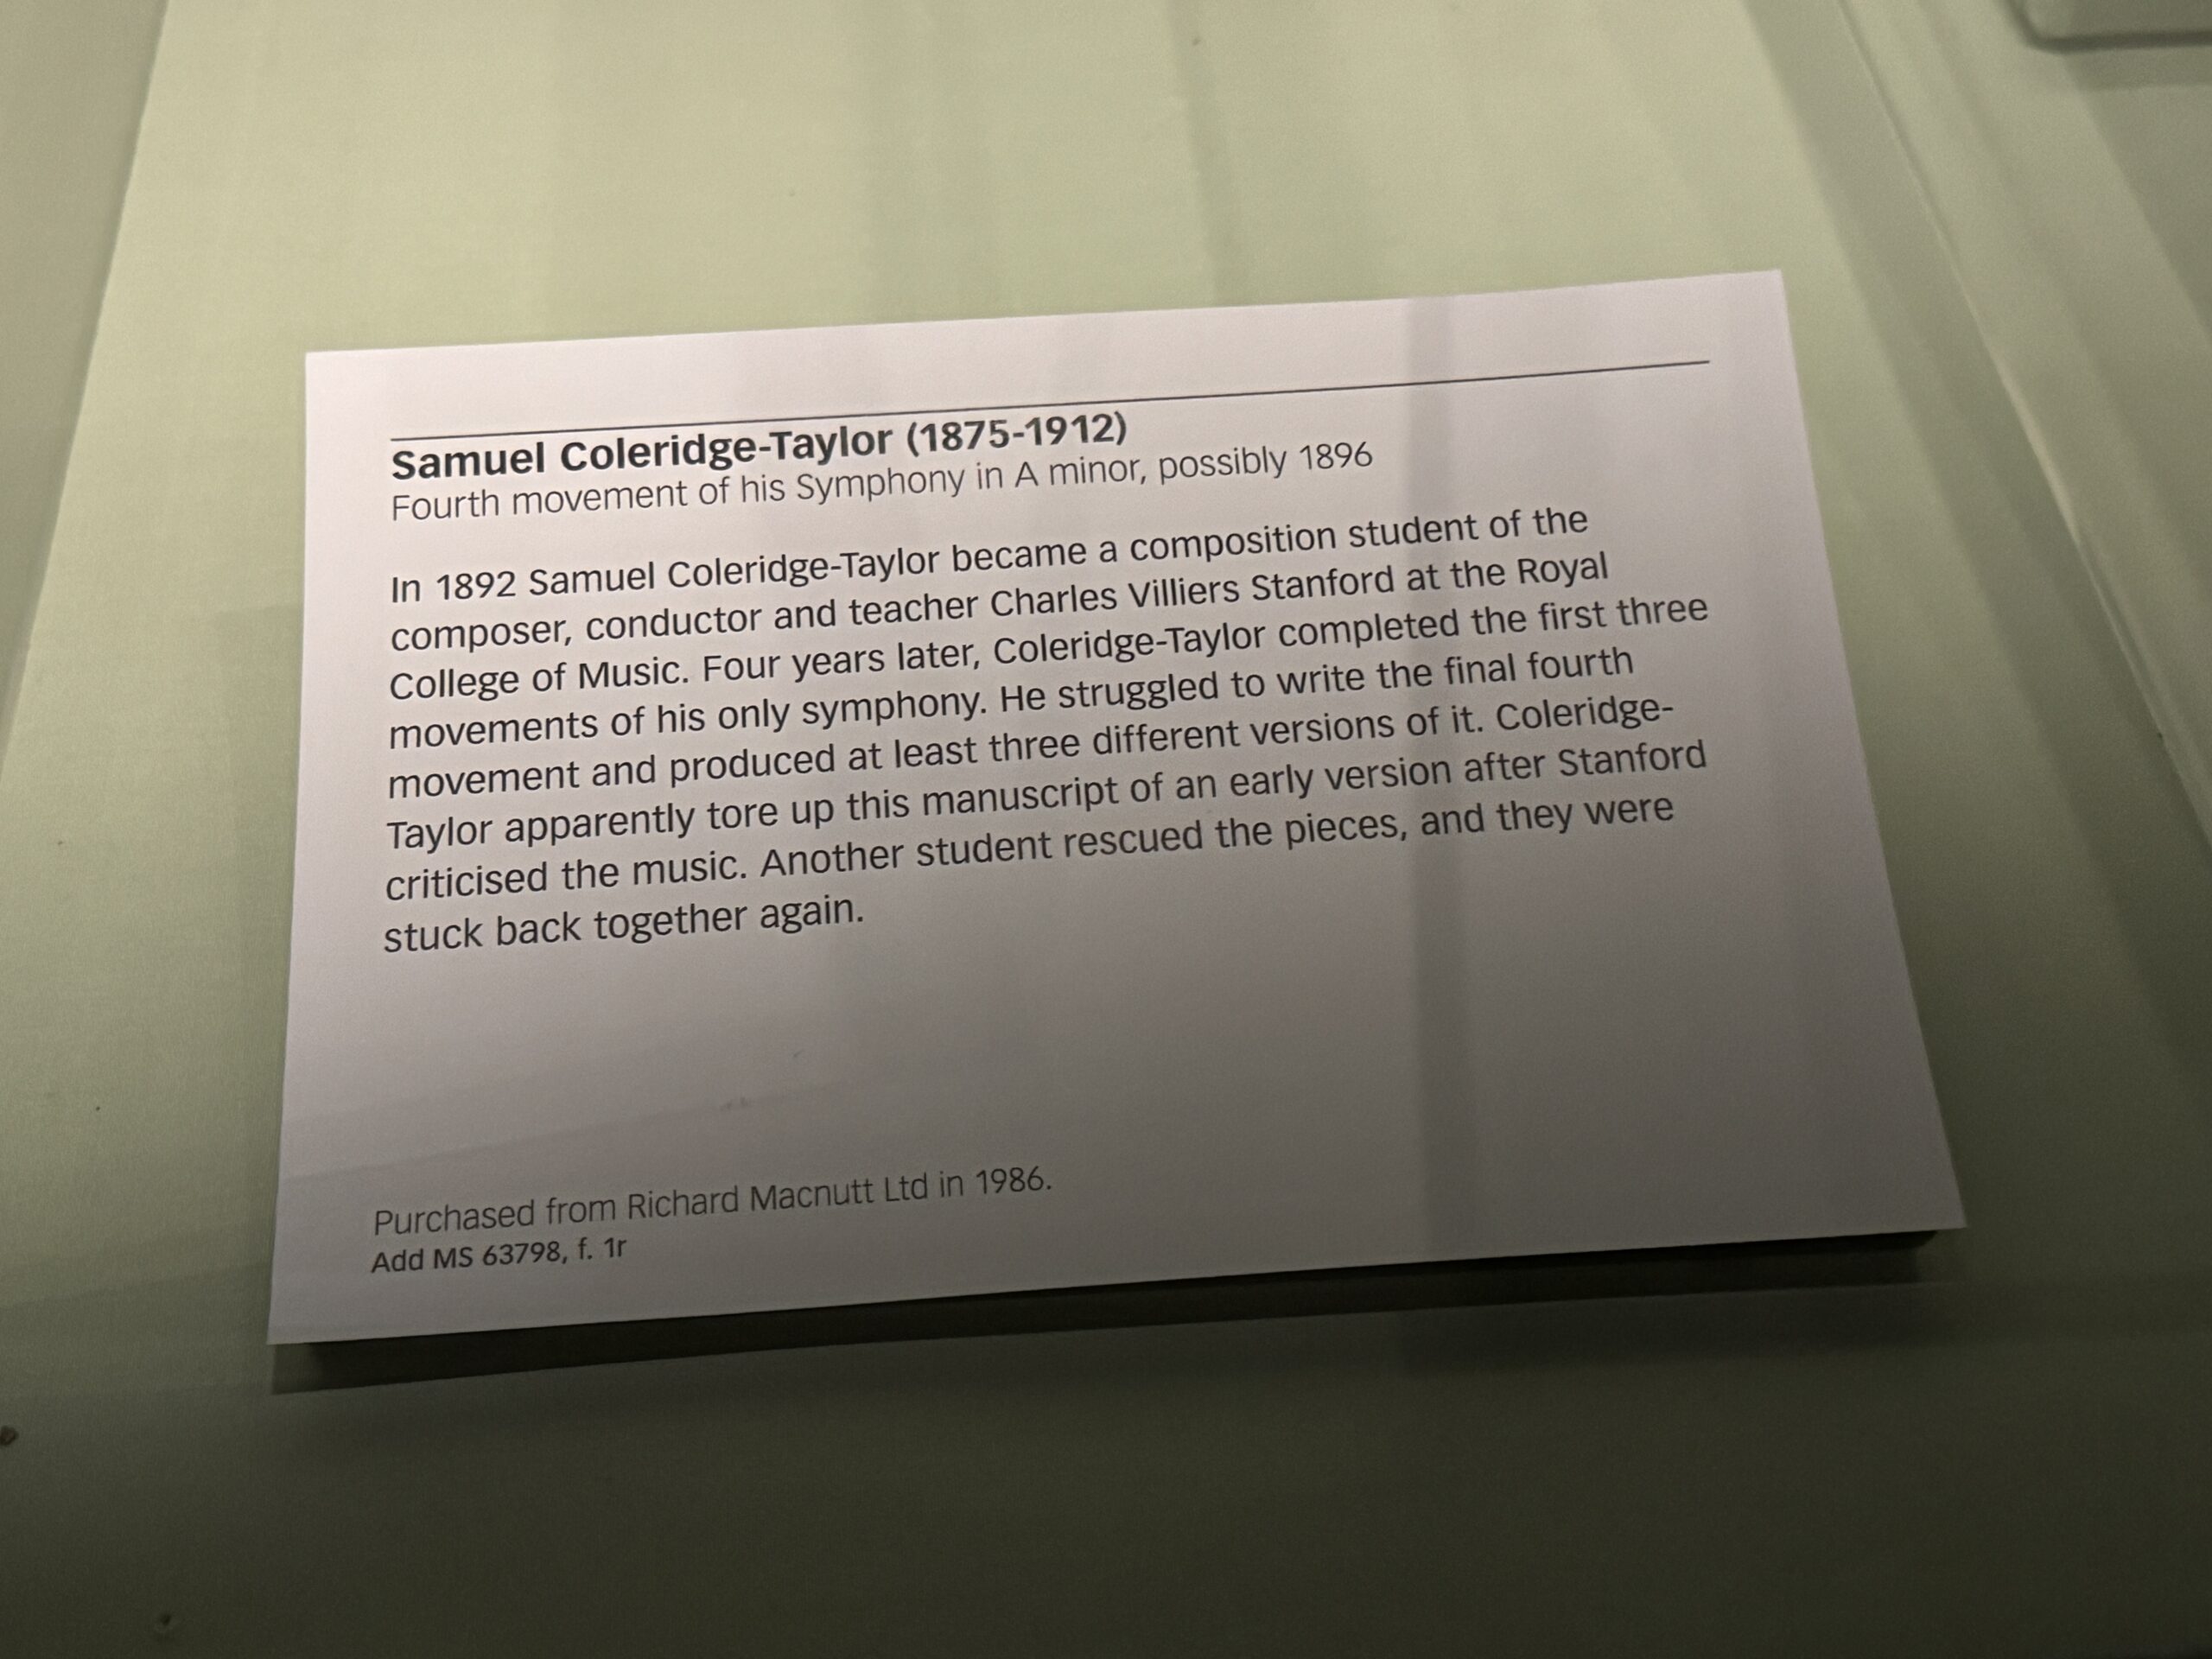 Samuel Coleridge-Taylor (1875-1912)
Fourth movement of his Symphony in A minor, possibly 1896
In 1892 Samuel Coleridge-Taylor became a composition student of the
composer, conductor and teacher Charles Villiers Stanford at the Royal
College of Music. Four years later, Coleridge-Taylor completed the first three
movements of his only symphony. He struggled to write the final fourth
movement and produced at least three different versions of it. Coleridge-
Taylor apparently tore up this manuscript of an early version after Stanford
criticised the music. Another student rescued the pieces, and they were
stuck back together again.
Purchased from Richard Macnutt Ltd in 1986.
Add MS 63798, f. 1r